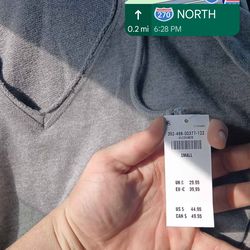 270 NORTH
0.2 mi 6:28 PM
SMALL
UK £ 29.95
EU € 39.95
US $ 44.95
CAN $ 49.95